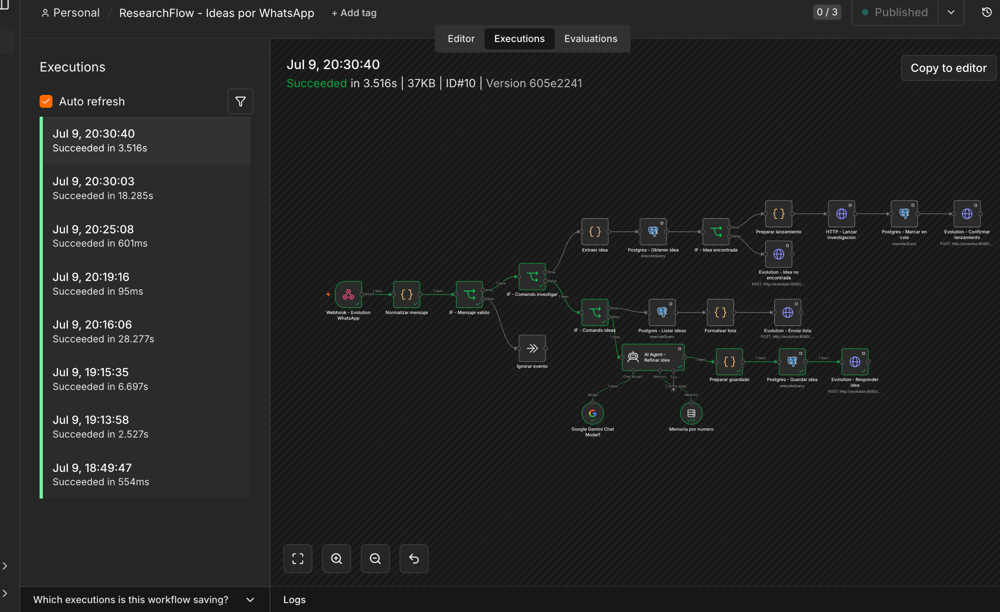 Personal / ResearchFlow - Ideas por WhatsApp + Add tag
0 / 3
Published
Editor
Executions
Evaluations
Executions
Auto refresh
Jul 9, 20:30:40
Succeeded in 3.516s
Jul 9, 20:30:03
Succeeded in 18.285s
Jul 9, 20:25:08
Succeeded in 601ms
Jul 9, 20:19:16
Succeeded in 95ms
Jul 9, 20:16:06
Succeeded in 28.277s
Jul 9, 19:15:35
Succeeded in 6.697s
Jul 9, 19:13:58
Succeeded in 2.527s
Jul 9, 18:49:47
Succeeded in 554ms
Which executions is this workflow saving?
Jul 9, 20:30:40
Succeeded in 3.516s | 37KB | ID#10 | Version 605e2241
Copy to editor
Webhook - Evolution
WhatsApp
POST
1 item
Normalizar mensaje
1 item
IF - Mensaje valido
true
false
1 item
Ignorar evento
IF - Comando investigar
true
false
1 item
Extraer idea
Postgres - Obtener idea
executeQuery
IF - Idea encontrada
true
false
Preparar lanzamiento
HTTP - Lanzar
investigacion
Postgres - Marcar en
cola
executeQuery
Evolution - Confirmar
lanzamiento
POST: http://evolution:8080/...
Evolution - Idea no
encontrada
POST: http://evolution:8080/...
IF - Comando ideas
true
false
1 item
Postgres - Listar ideas
executeQuery
Formatear lista
Evolution - Enviar lista
POST: http://evolution:8080/...
AI Agent -
Refinar idea
Chat Model*
Memory
Tool
+
1 item
Preparar guardado
1 item
Postgres - Guardar idea
executeQuery
1 item
Evolution - Responder
idea
POST: http://evolution:8080/...
1 item
Model
Google Gemini Chat
Model1
2 items total
Memory
2
Memoria por numero
Logs